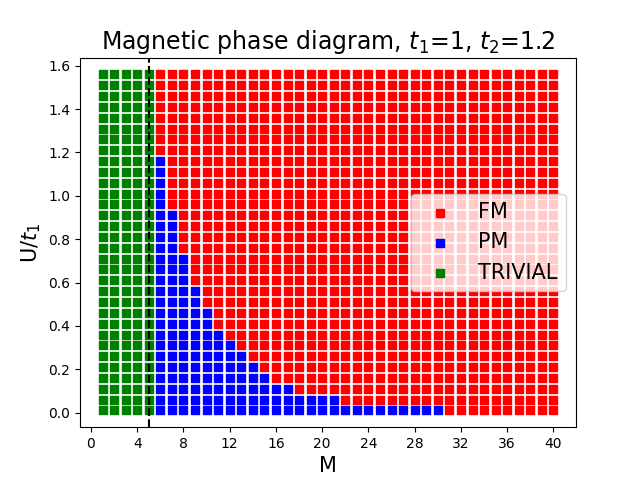 Magnetic phase diagram, t₁=1, t₂=1.2
1.6
1.4
1.2
1.0
0.8
0.6
0.4
0.2
0.0
U/t₁
FM
PM
TRIVIAL
0 4 8 12 16 20 24 28 32 36 40
M